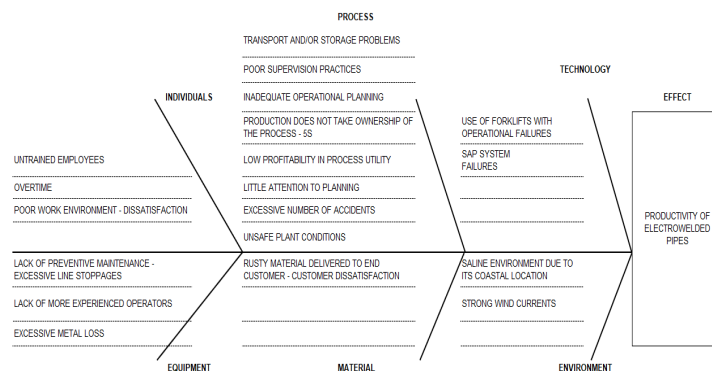 PROCESS
TRANSPORT AND/OR STORAGE PROBLEMS
POOR SUPERVISION PRACTICES
TECHNOLOGY
INDIVIDUALS
INADEQUATE OPERATIONAL PLANNING
EFFECT
PRODUCTION DOES NOT TAKE OWNERSHIP OF
THE PROCESS - 5S
USE OF FORKLIFTS WITH
OPERATIONAL FAILURES
UNTRAINED EMPLOYEES
LOW PROFITABILITY IN PROCESS UTILITY
SAP SYSTEM
FAILURES
OVERTIME
LITTLE ATTENTION TO PLANNING
POOR WORK ENVIRONMENT - DISSATISFACTION
EXCESSIVE NUMBER OF ACCIDENTS
UNSAFE PLANT CONDITIONS
PRODUCTIVITY OF
ELECTROWELDED
PIPES
LACK OF PREVENTIVE MAINTENANCE -
EXCESSIVE LINE STOPPAGES
RUSTY MATERIAL DELIVERED TO END
CUSTOMER - CUSTOMER DISSATISFACTION
SALINE ENVIRONMENT DUE TO
ITS COASTAL LOCATION
LACK OF MORE EXPERIENCED OPERATORS
STRONG WIND CURRENTS
EXCESSIVE METAL LOSS
EQUIPMENT
MATERIAL
ENVIRONMENT